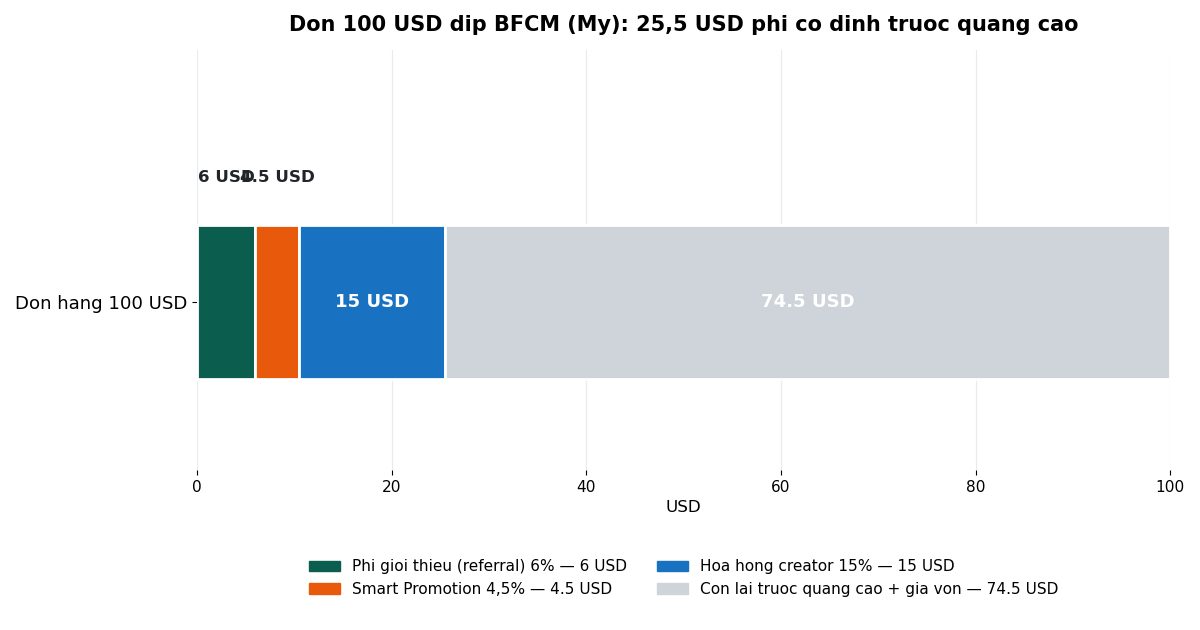 Don 100 USD dip BFCM (My): 25,5 USD phi co dinh truoc quang cao
6 USD
4.5 USD
Don hang 100 USD
15 USD
74.5 USD
0 20 40 60 80 100
USD
Phi gioi thieu (referral) 6% — 6 USD
Smart Promotion 4,5% — 4.5 USD
Hoa hong creator 15% — 15 USD
Con lai truoc quang cao + gia von — 74.5 USD